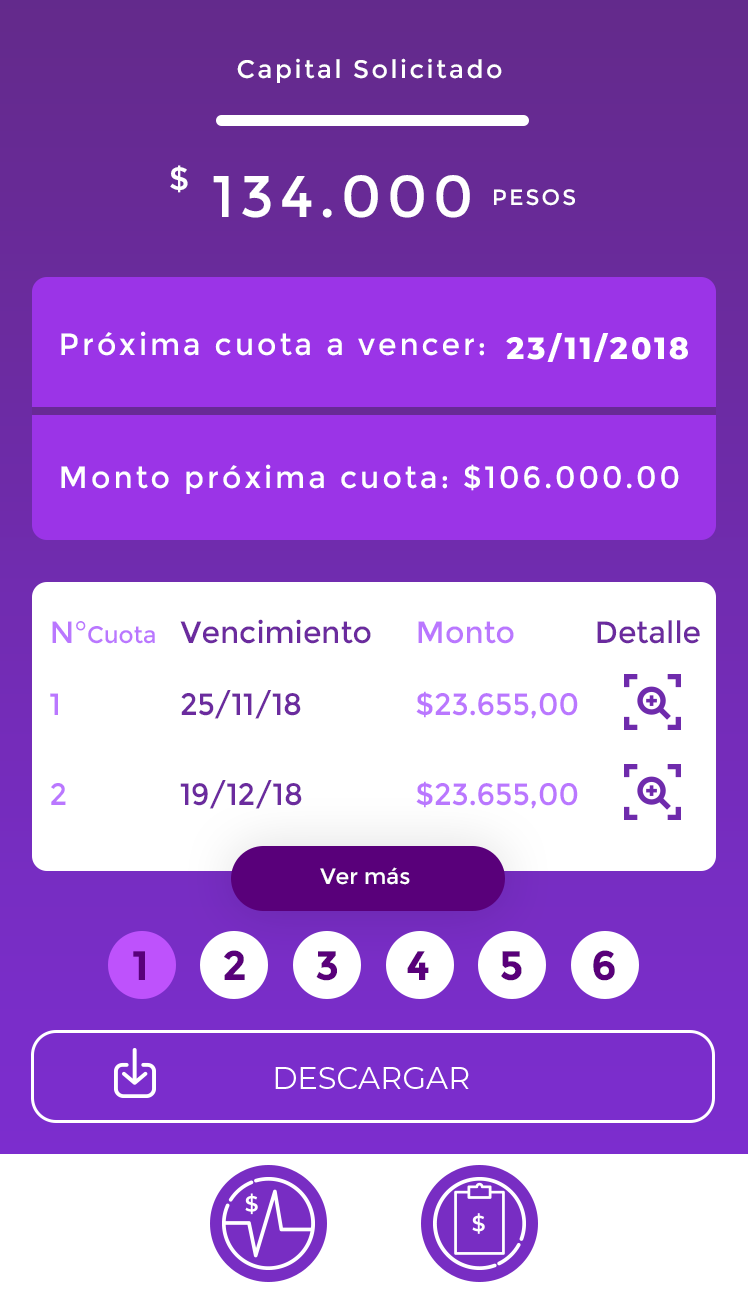 Capital Solicitado
$ 134.000 PESOS
Próxima cuota a vencer: 23/11/2018
Monto próxima cuota: $106.000.00
N°Cuota Vencimiento Monto Detalle
1 25/11/18 $23.655,00
2 19/12/18 $23.655,00
Ver más
1 2 3 4 5 6
DESCARGAR
$ $